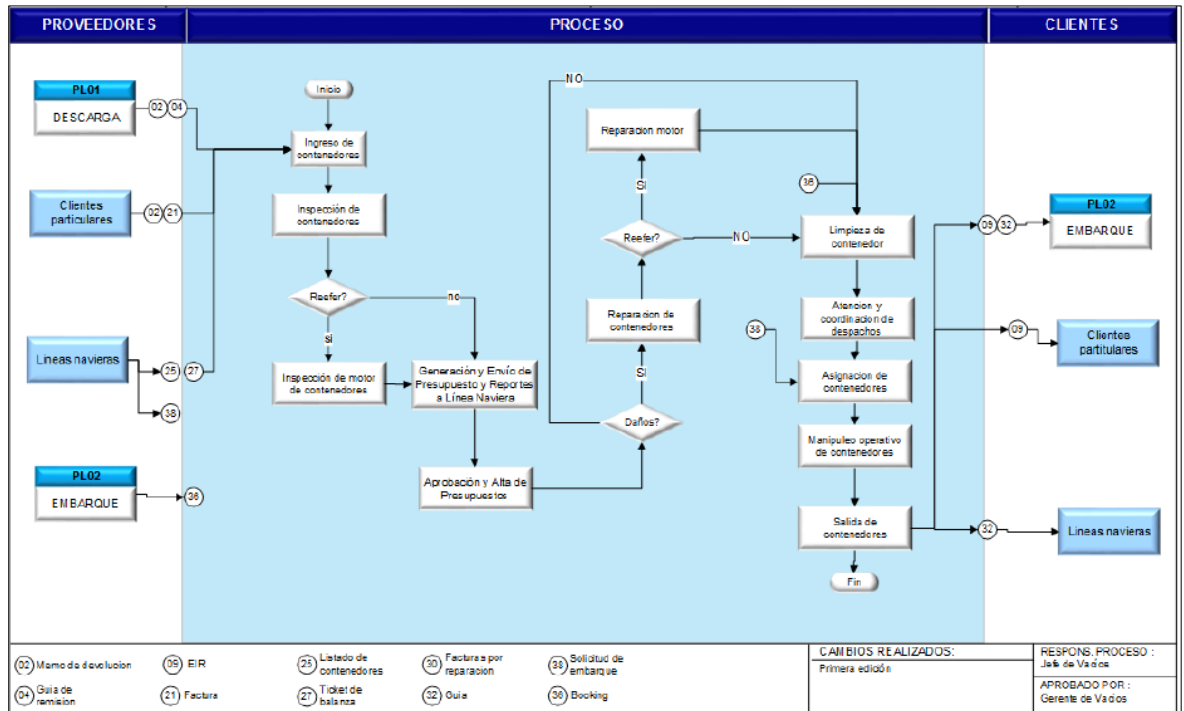 PROVEEDORES
PROCESO
CLIENTES
PL01
DESCARGA
02
04
Clientes
particulares
02
21
Lineas navieras
25
27
38
PL02
EMBARQUE
36
Inicio
Ingreso de
contenedores
Inspección de
contenedores
Reefer?
no
si
Inspección de motor
de contenedores
Generación y Envío de
Presupuesto y Reportes
a Línea Naviera
Aprobación y Alta de
Presupuestos
NO
Reparacion motor
SI
Reefer?
NO
Reparacion de
contenedores
SI
Daños?
36
Limpieza de
contenedor
Atencion y
coordinacion de
despachos
38
Asignacion de
contenedores
Manipuleo operativo
de contenedores
Salida de
contenedores
Fin
09
32
PL02
EMBARQUE
09
Clientes
partitulares
32
Lineas navieras
02 Memo de devolucion
09 EIR
25 Listado de
contenedores
30 Facturas por
reparacion
38 Solicitud de
embarque
04 Guia de
remision
21 Factura
27 Ticket de
balanza
32 Guia
36 Booking
CAMBIOS REALIZADOS:
Primera edición
RESPONS. PROCESO :
Jefe de Vacios
APROBADO POR :
Gerente de Vacios